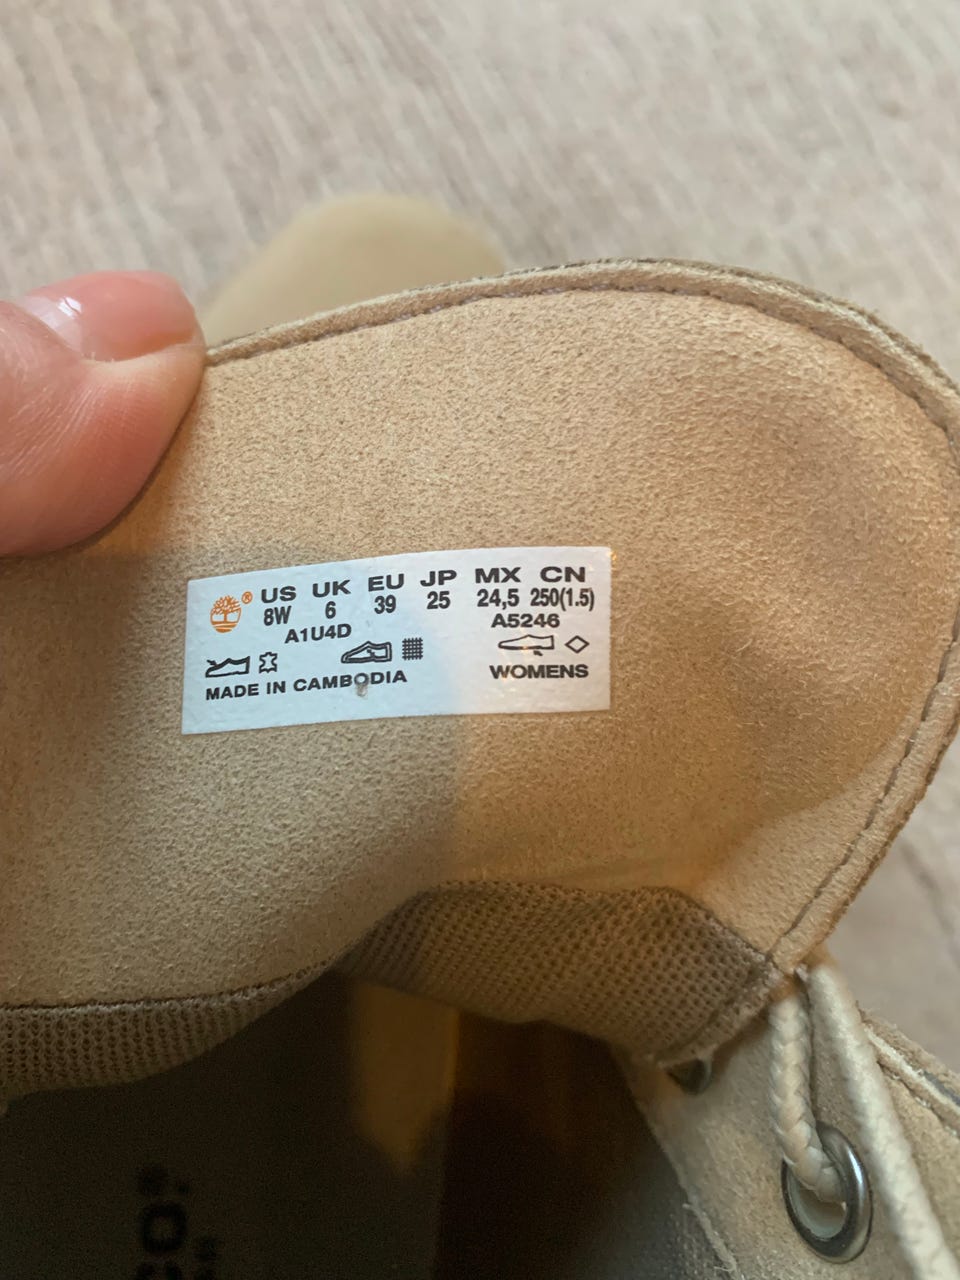 ® US UK EU JP MX CN
8W 6 39 25 24,5 250(1.5)
A1U4D A5246
MADE IN CAMBODIA WOMENS